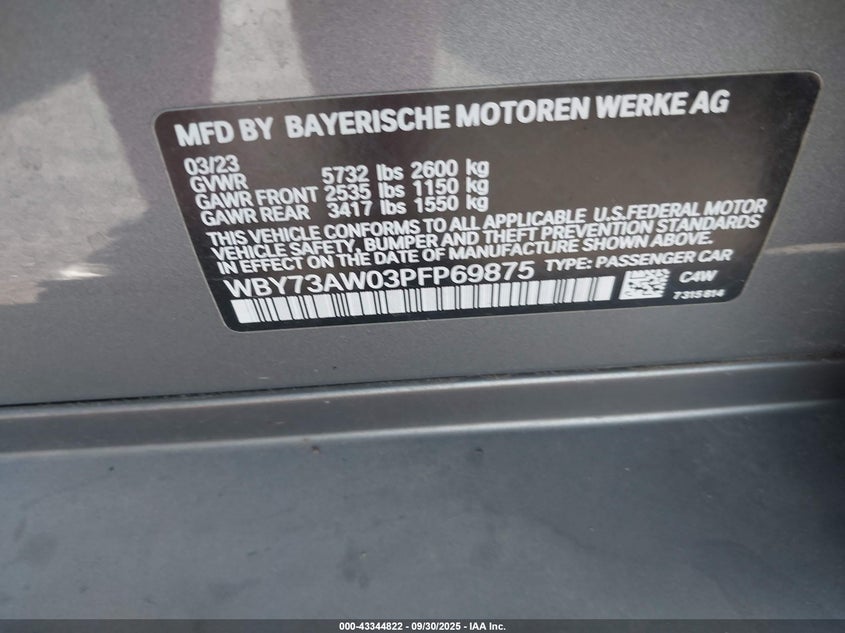 MFD BY BAYERISCHE MOTOREN WERKE AG
03/23
GVWR 5732 lbs 2600 kg
GAWR FRONT 2535 lbs 1150 kg
GAWR REAR 3417 lbs 1550 kg
THIS VEHICLE CONFORMS TO ALL APPLICABLE U.S.FEDERAL MOTOR
VEHICLE SAFETY, BUMPER AND THEFT PREVENTION STANDARDS
IN EFFECT ON THE DATE OF MANUFACTURE SHOWN ABOVE.
WBY73AW03PFP69875 TYPE: PASSENGER CAR
C4W
7315814
000-43344822 - 09/30/2025 - IAA Inc.